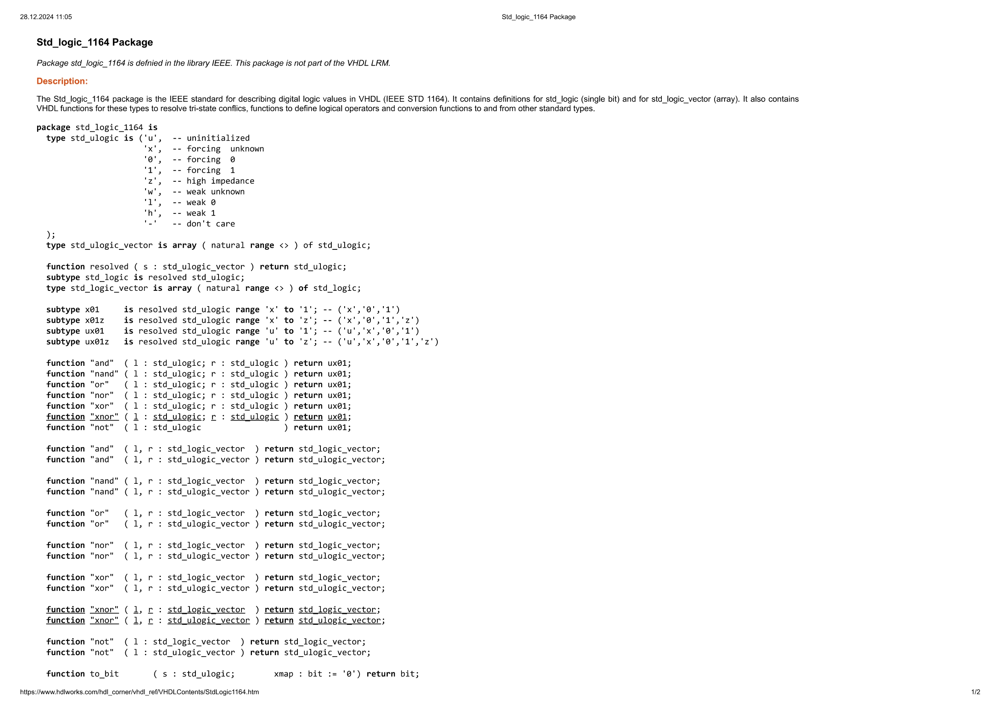 28.12.2024 11:05 Std_logic_1164 Package
Std_logic_1164 Package
Package std_logic_1164 is defnied in the library IEEE. This package is not part of the VHDL LRM.
Description:
The Std_logic_1164 package is the IEEE standard for describing digital logic values in VHDL (IEEE STD 1164). It contains definitions for std_logic (single bit) and for std_logic_vector (array). It also contains
VHDL functions for these types to resolve tri-state conflics, functions to define logical operators and conversion functions to and from other standard types.
package std_logic_1164 is
  type std_ulogic is ('u',  -- uninitialized
                      'x',  -- forcing  unknown
                      '0',  -- forcing  0
                      '1',  -- forcing  1
                      'z',  -- high impedance
                      'w',  -- weak unknown
                      'l',  -- weak 0
                      'h',  -- weak 1
                      '-'   -- don't care
  );
  type std_ulogic_vector is array ( natural range <> ) of std_ulogic;
  function resolved ( s : std_ulogic_vector ) return std_ulogic;
  subtype std_logic is resolved std_ulogic;
  type std_logic_vector is array ( natural range <> ) of std_logic;
  subtype x01     is resolved std_ulogic range 'x' to '1'; -- ('x','0','1')
  subtype x01z    is resolved std_ulogic range 'x' to 'z'; -- ('x','0','1','z')
  subtype ux01    is resolved std_ulogic range 'u' to '1'; -- ('u','x','0','1')
  subtype ux01z   is resolved std_ulogic range 'u' to 'z'; -- ('u','x','0','1','z')
  function "and"  ( l : std_ulogic; r : std_ulogic ) return ux01;
  function "nand" ( l : std_ulogic; r : std_ulogic ) return ux01;
  function "or"   ( l : std_ulogic; r : std_ulogic ) return ux01;
  function "nor"  ( l : std_ulogic; r : std_ulogic ) return ux01;
  function "xor"  ( l : std_ulogic; r : std_ulogic ) return ux01;
  function "xnor" ( l : std_ulogic; r : std_ulogic ) return ux01;
  function "not"  ( l : std_ulogic                 ) return ux01;
  function "and"  ( l, r : std_logic_vector  ) return std_logic_vector;
  function "and"  ( l, r : std_ulogic_vector ) return std_ulogic_vector;
  function "nand" ( l, r : std_logic_vector  ) return std_logic_vector;
  function "nand" ( l, r : std_ulogic_vector ) return std_ulogic_vector;
  function "or"   ( l, r : std_logic_vector  ) return std_logic_vector;
  function "or"   ( l, r : std_ulogic_vector ) return std_ulogic_vector;
  function "nor"  ( l, r : std_logic_vector  ) return std_logic_vector;
  function "nor"  ( l, r : std_ulogic_vector ) return std_ulogic_vector;
  function "xor"  ( l, r : std_logic_vector  ) return std_logic_vector;
  function "xor"  ( l, r : std_ulogic_vector ) return std_ulogic_vector;
  function "xnor" ( l, r : std_logic_vector  ) return std_logic_vector;
  function "xnor" ( l, r : std_ulogic_vector ) return std_ulogic_vector;
  function "not"  ( l : std_logic_vector  ) return std_logic_vector;
  function "not"  ( l : std_ulogic_vector ) return std_ulogic_vector;
  function to_bit       ( s : std_ulogic;        xmap : bit := '0') return bit;
https://www.hdlworks.com/hdl_corner/vhdl_ref/VHDLContents/StdLogic1164.htm 1/2